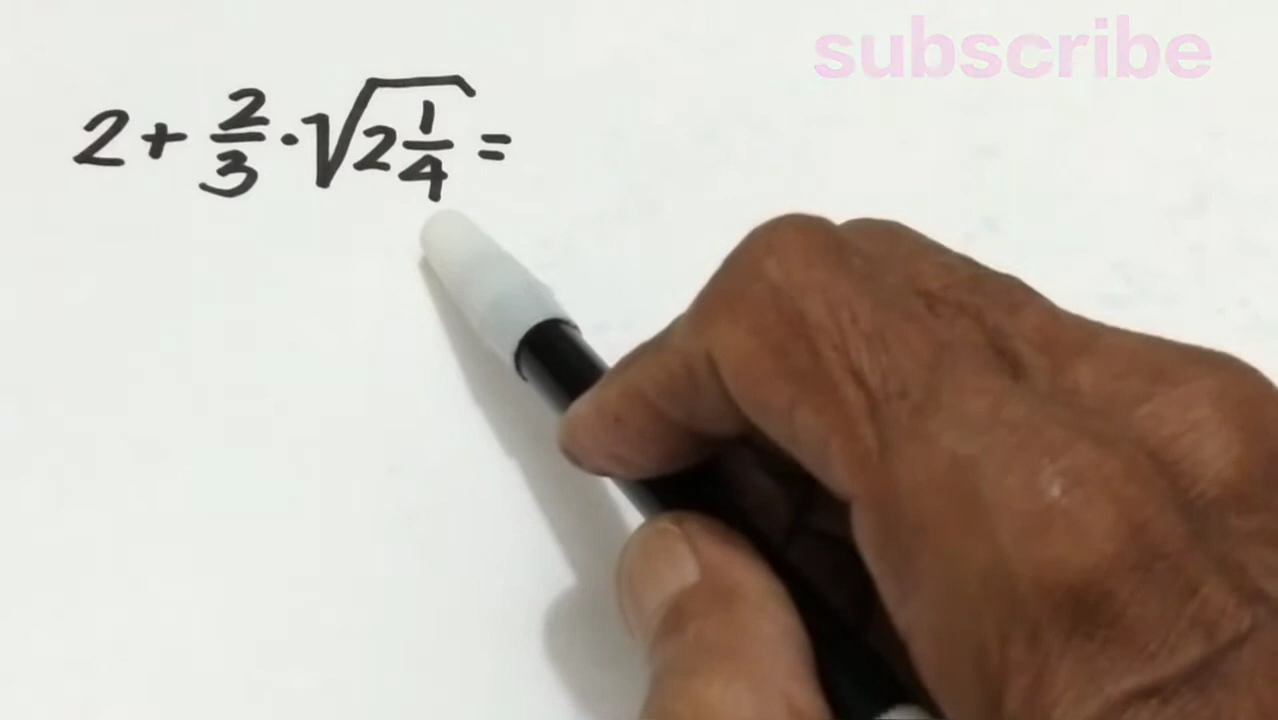 subscribe
2 + 2/3 · √(2 1/4) =